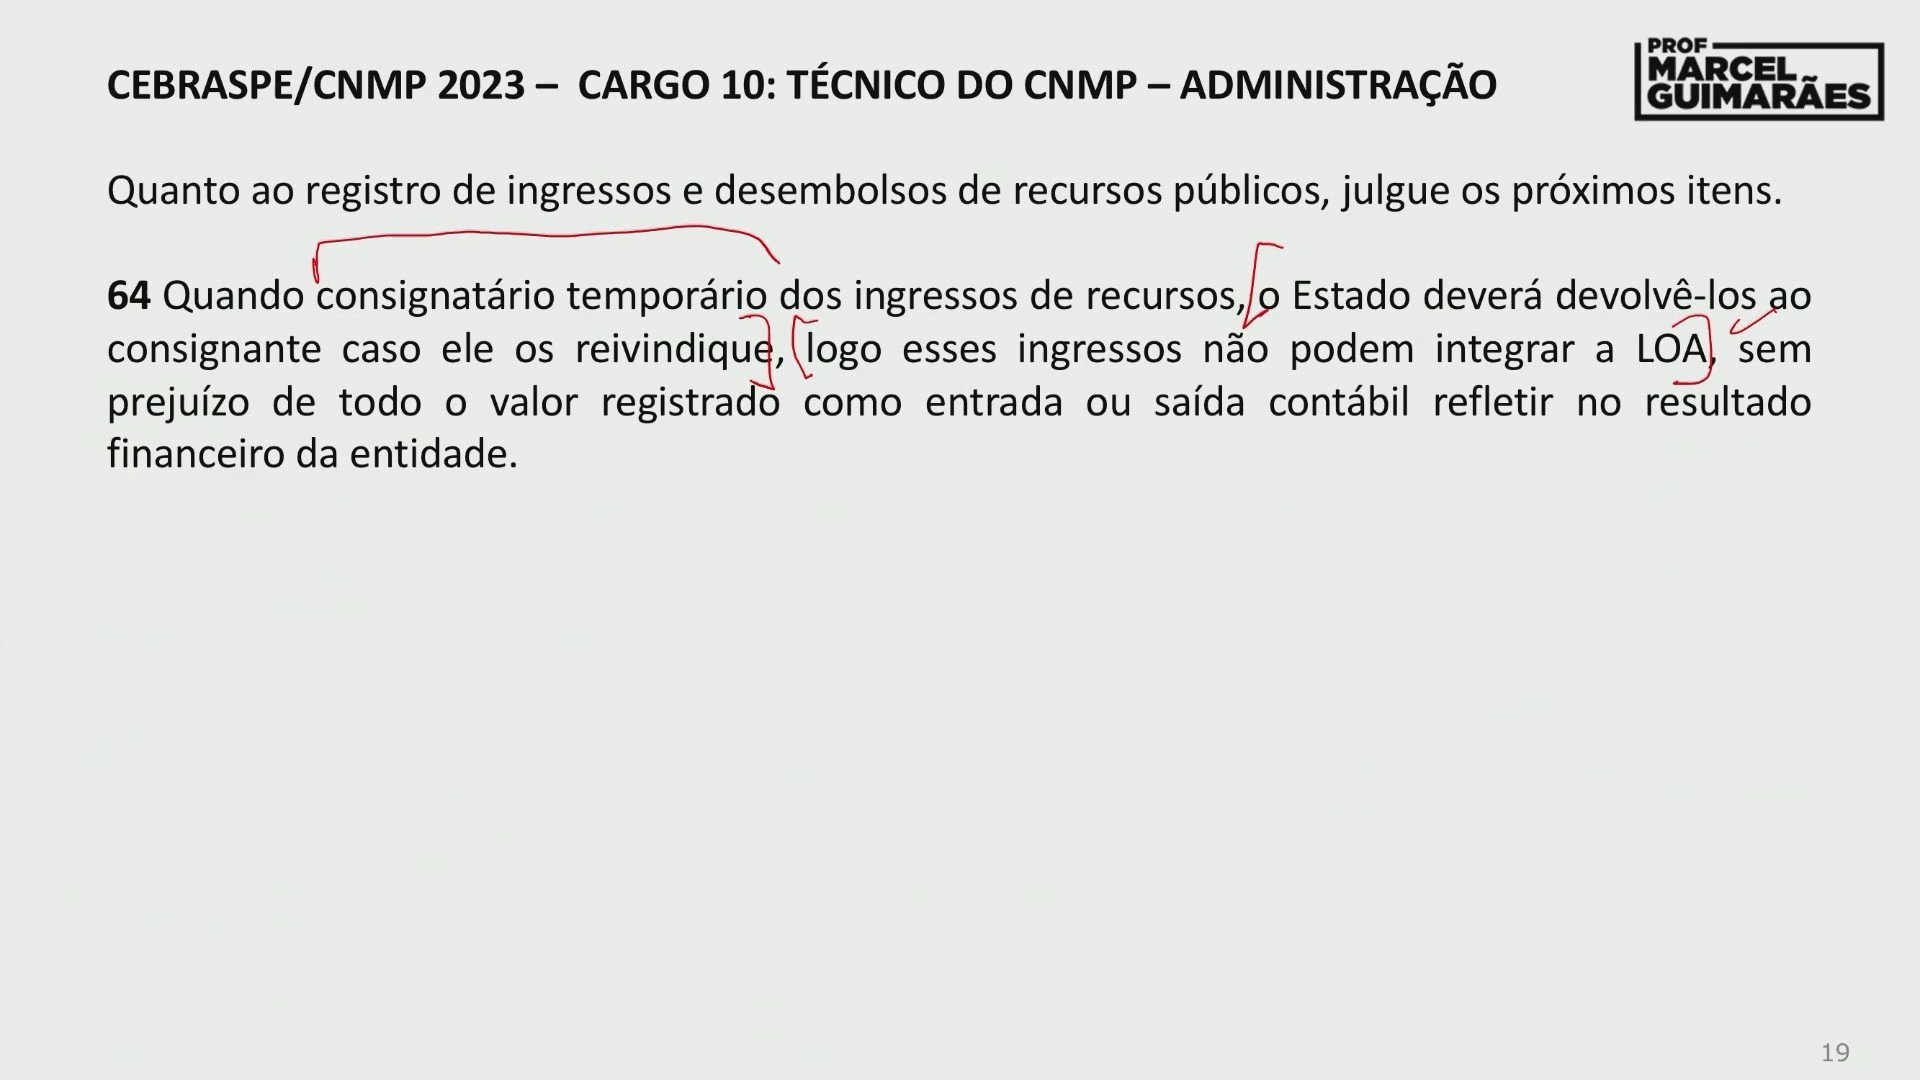 CEBRASPE/CNMP 2023 – CARGO 10: TÉCNICO DO CNMP – ADMINISTRAÇÃO
PROF
MARCEL
GUIMARÃES
Quanto ao registro de ingressos e desembolsos de recursos públicos, julgue os próximos itens.
64 Quando consignatário temporário dos ingressos de recursos, o Estado deverá devolvê-los ao
consignante caso ele os reivindique, logo esses ingressos não podem integrar a LOA, sem
prejuízo de todo o valor registrado como entrada ou saída contábil refletir no resultado
financeiro da entidade.
19